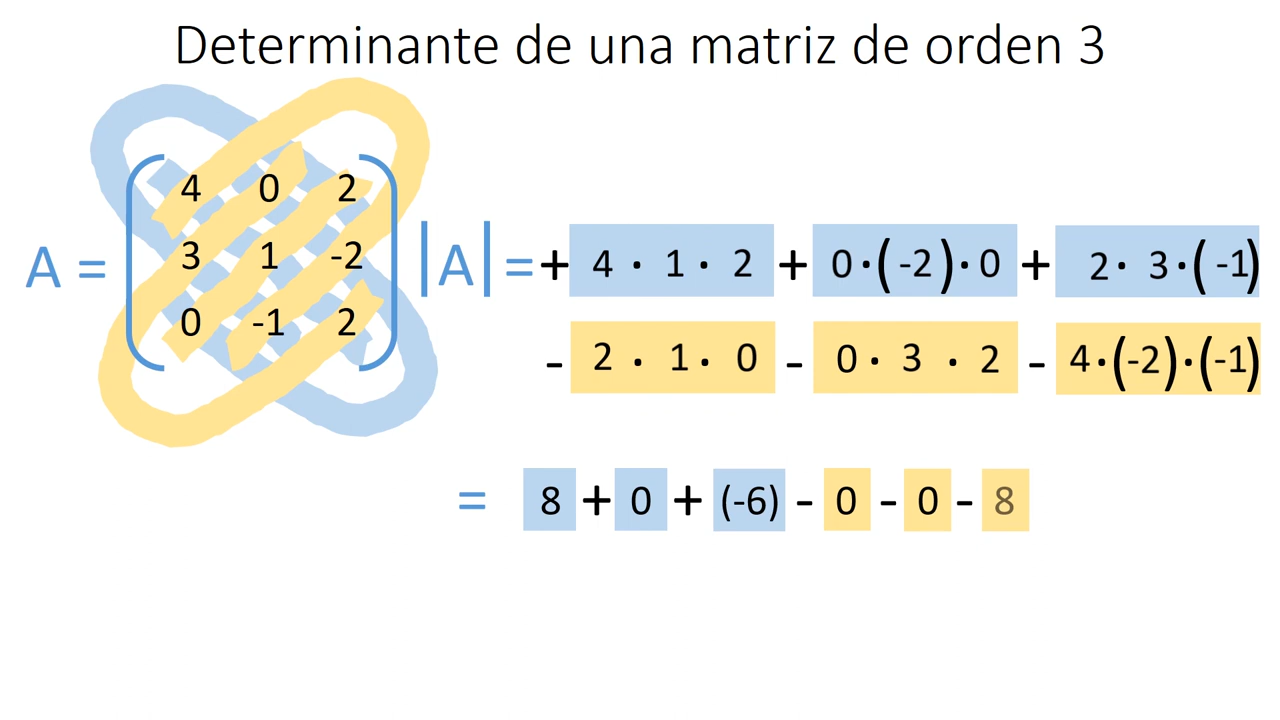 Determinante de una matriz de orden 3
4 0 2
A = 3 1 -2
0 -1 2
|A| = + 4 · 1 · 2 + 0·(-2)·0 + 2· 3·(-1)
- 2 · 1 · 0 - 0 · 3 · 2 - 4·(-2)·(-1)
= 8 + 0 + (-6) - 0 - 0 - 8